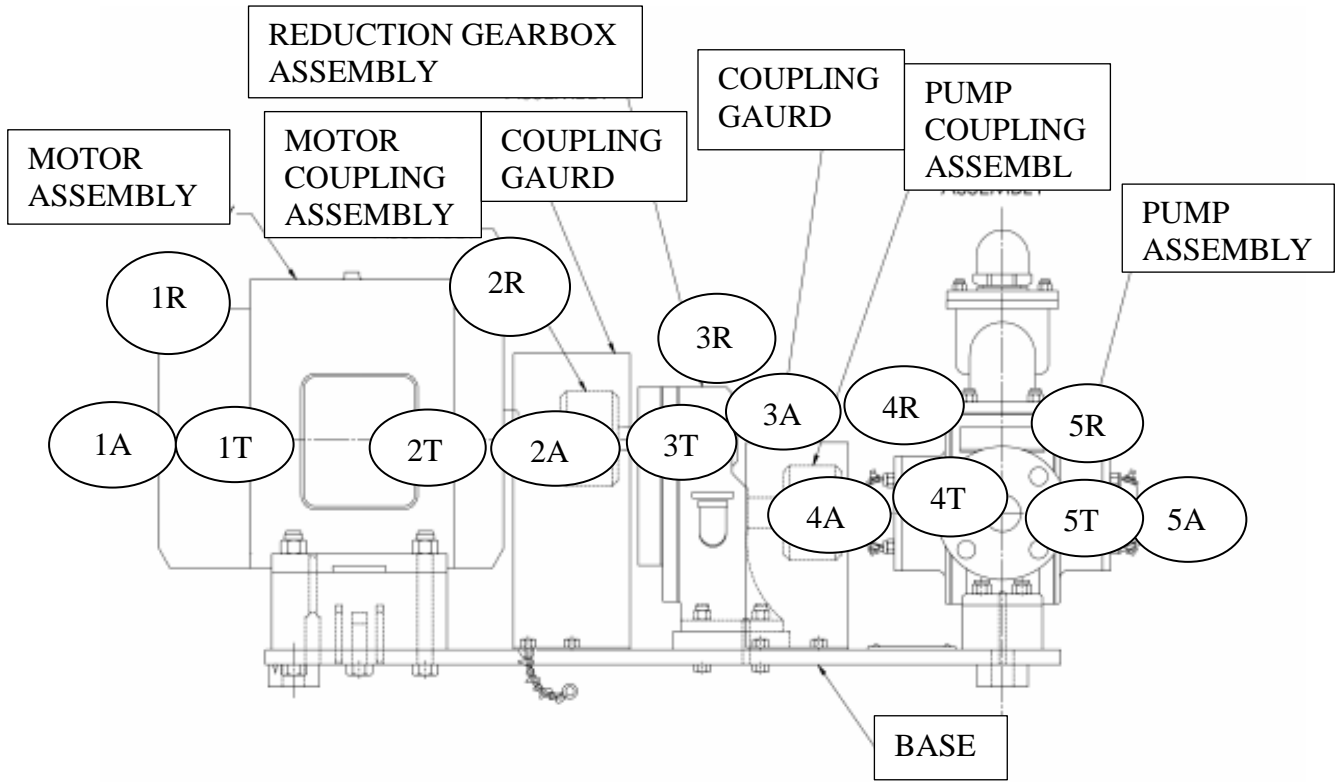 REDUCTION GEARBOX
ASSEMBLY
COUPLING
GAURD
PUMP
COUPLING
ASSEMBL
ASSEMBLY
MOTOR
ASSEMBLY
MOTOR
COUPLING
ASSEMBLY
COUPLING
GAURD
PUMP
ASSEMBLY
1R
2R
3R
3A
4R
5R
1A
1T
2T
2A
3T
4A
4T
5T
5A
BASE